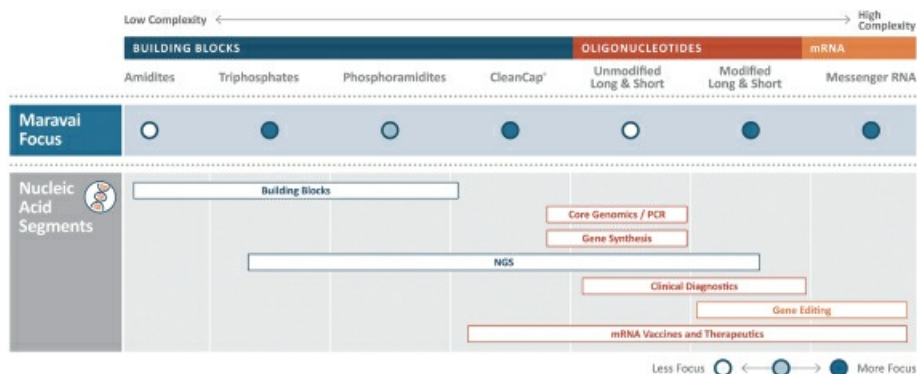 Low Complexity
High
Complexity
BUILDING BLOCKS
OLIGONUCLEOTIDES
mRNA
Amidites
Triphosphates
Phosphoramidites
CleanCap®
Unmodified
Long & Short
Modified
Long & Short
Messenger RNA
Maravai
Focus
Nucleic
Acid
Segments
Building Blocks
Core Genomics / PCR
Gene Synthesis
NGS
Clinical Diagnostics
Gene Editing
mRNA Vaccines and Therapeutics
Less Focus
More Focus